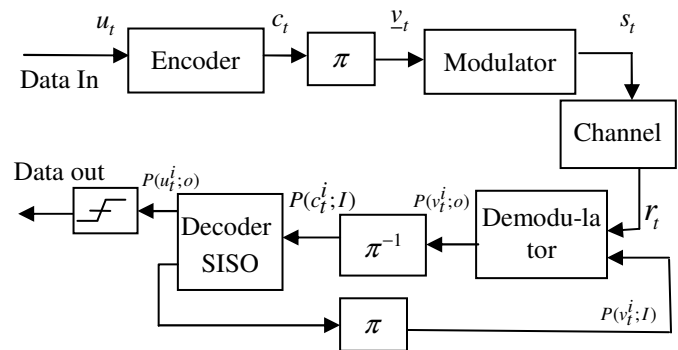 u_t
c_t
v_t
s_t
Data In
Encoder
π
Modulator
Channel
Data out
P(u_t^i;o)
P(c_t^i;I)
P(v_t^i;o)
r_t
Decoder
SISO
π^{-1}
Demodu-la
tor
π
P(v_t^i;I)